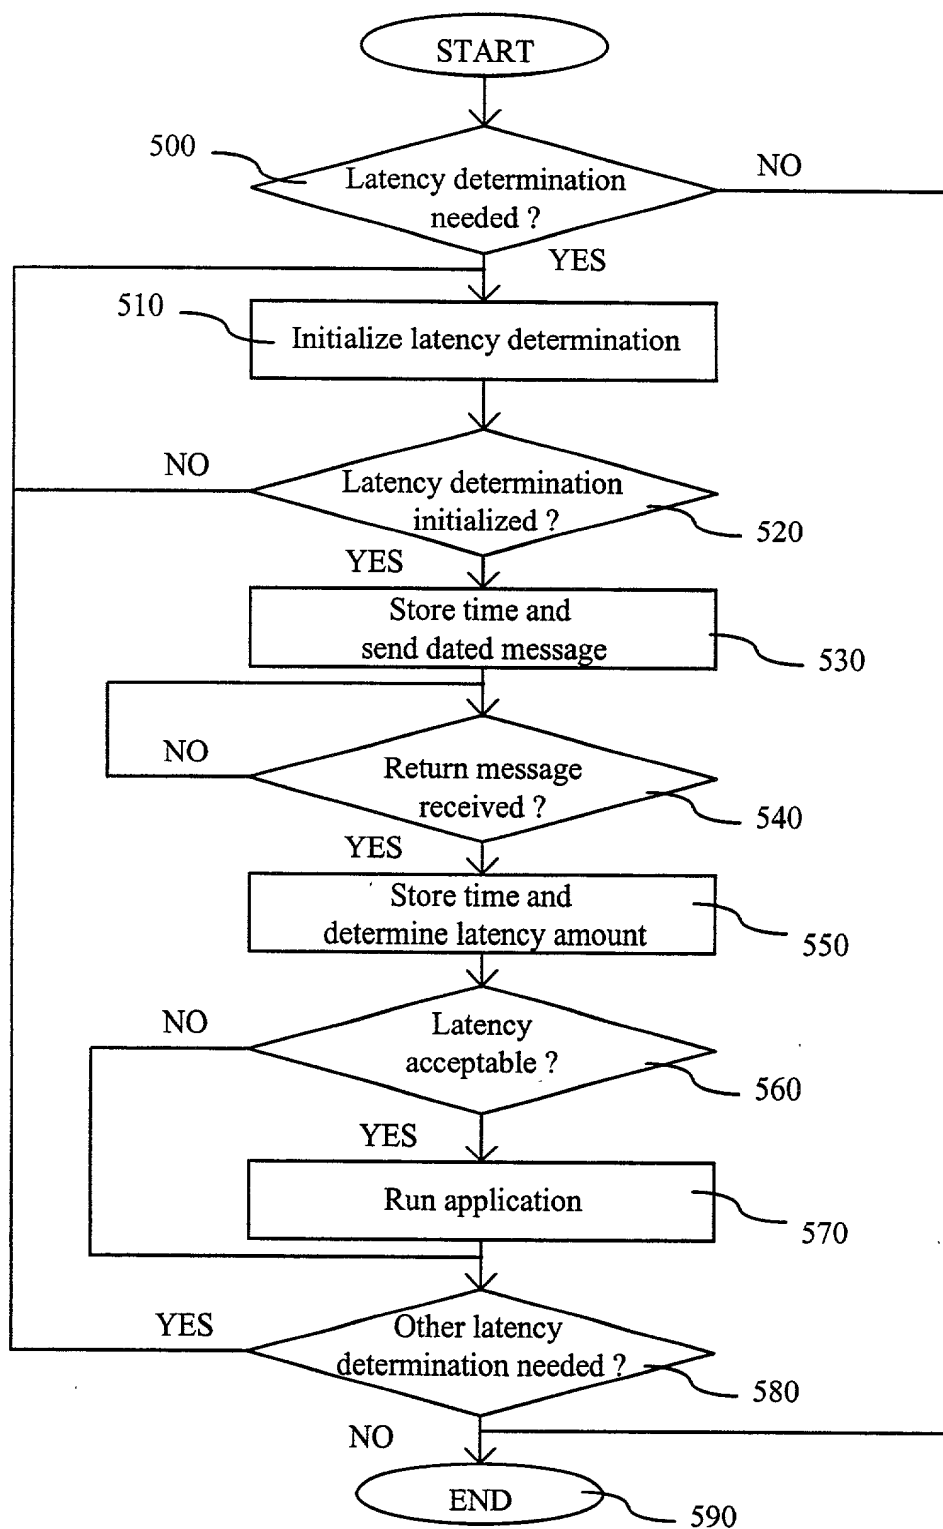 START
500
NO
Latency determination
needed ?
YES
510
Initialize latency determination
NO
Latency determination
initialized ?
520
YES
Store time and
send dated message
530
NO
Return message
received ?
540
YES
Store time and
determine latency amount
550
NO
Latency
acceptable ?
560
YES
Run application
570
YES
Other latency
determination needed ?
580
NO
END
590